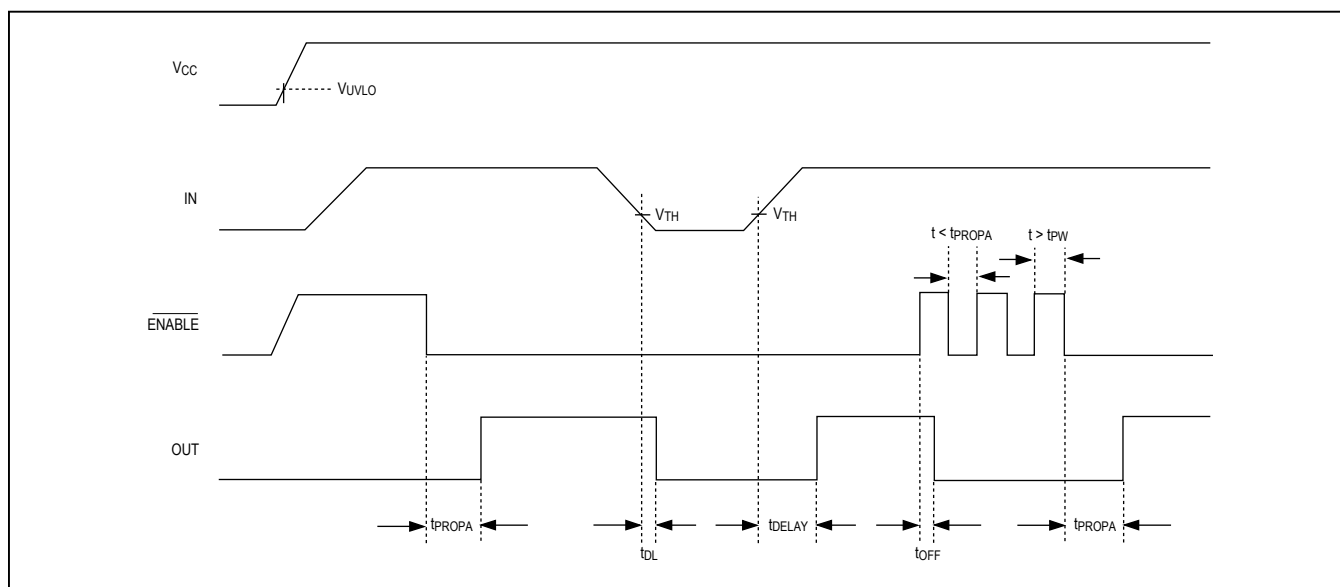 VCC
VUVLO
IN
VTH
VTH
t < tPROPA
t > tPW
ENABLE
OUT
tPROPA
tDL
tDELAY
tOFF
tPROPA